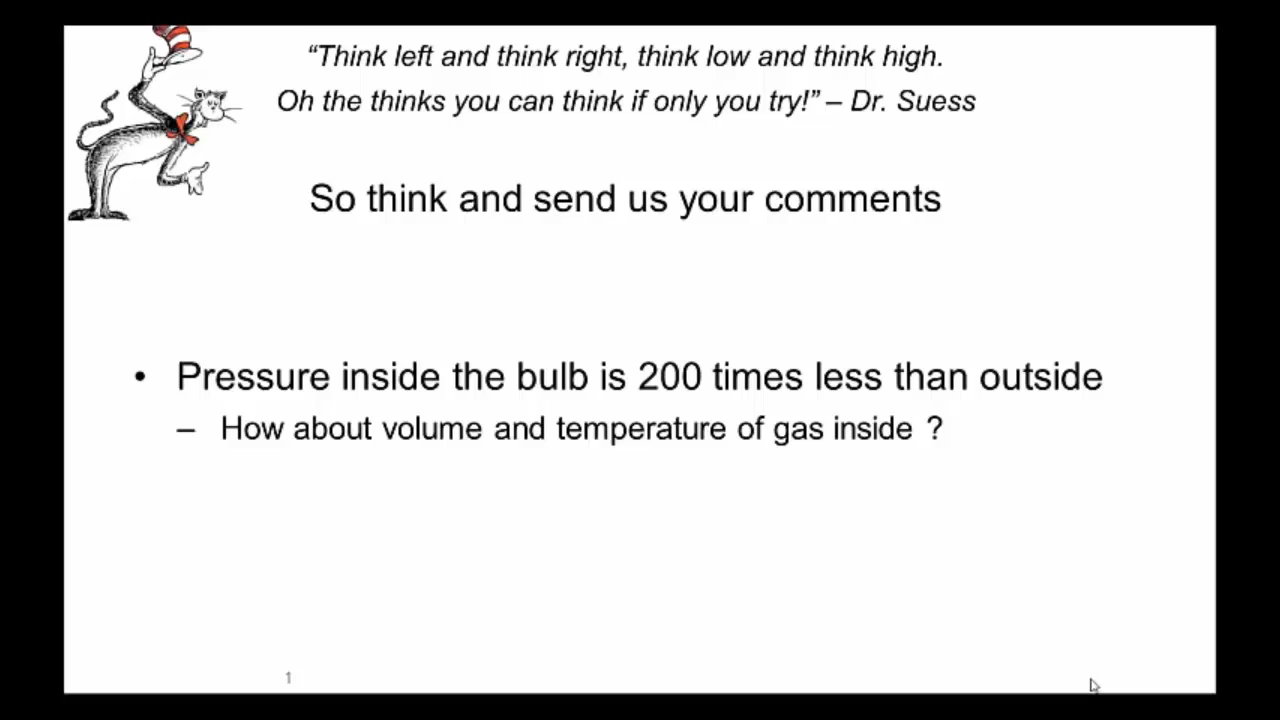 “Think left and think right, think low and think high.
Oh the thinks you can think if only you try!” – Dr. Suess
So think and send us your comments
• Pressure inside the bulb is 200 times less than outside
– How about volume and temperature of gas inside ?
1